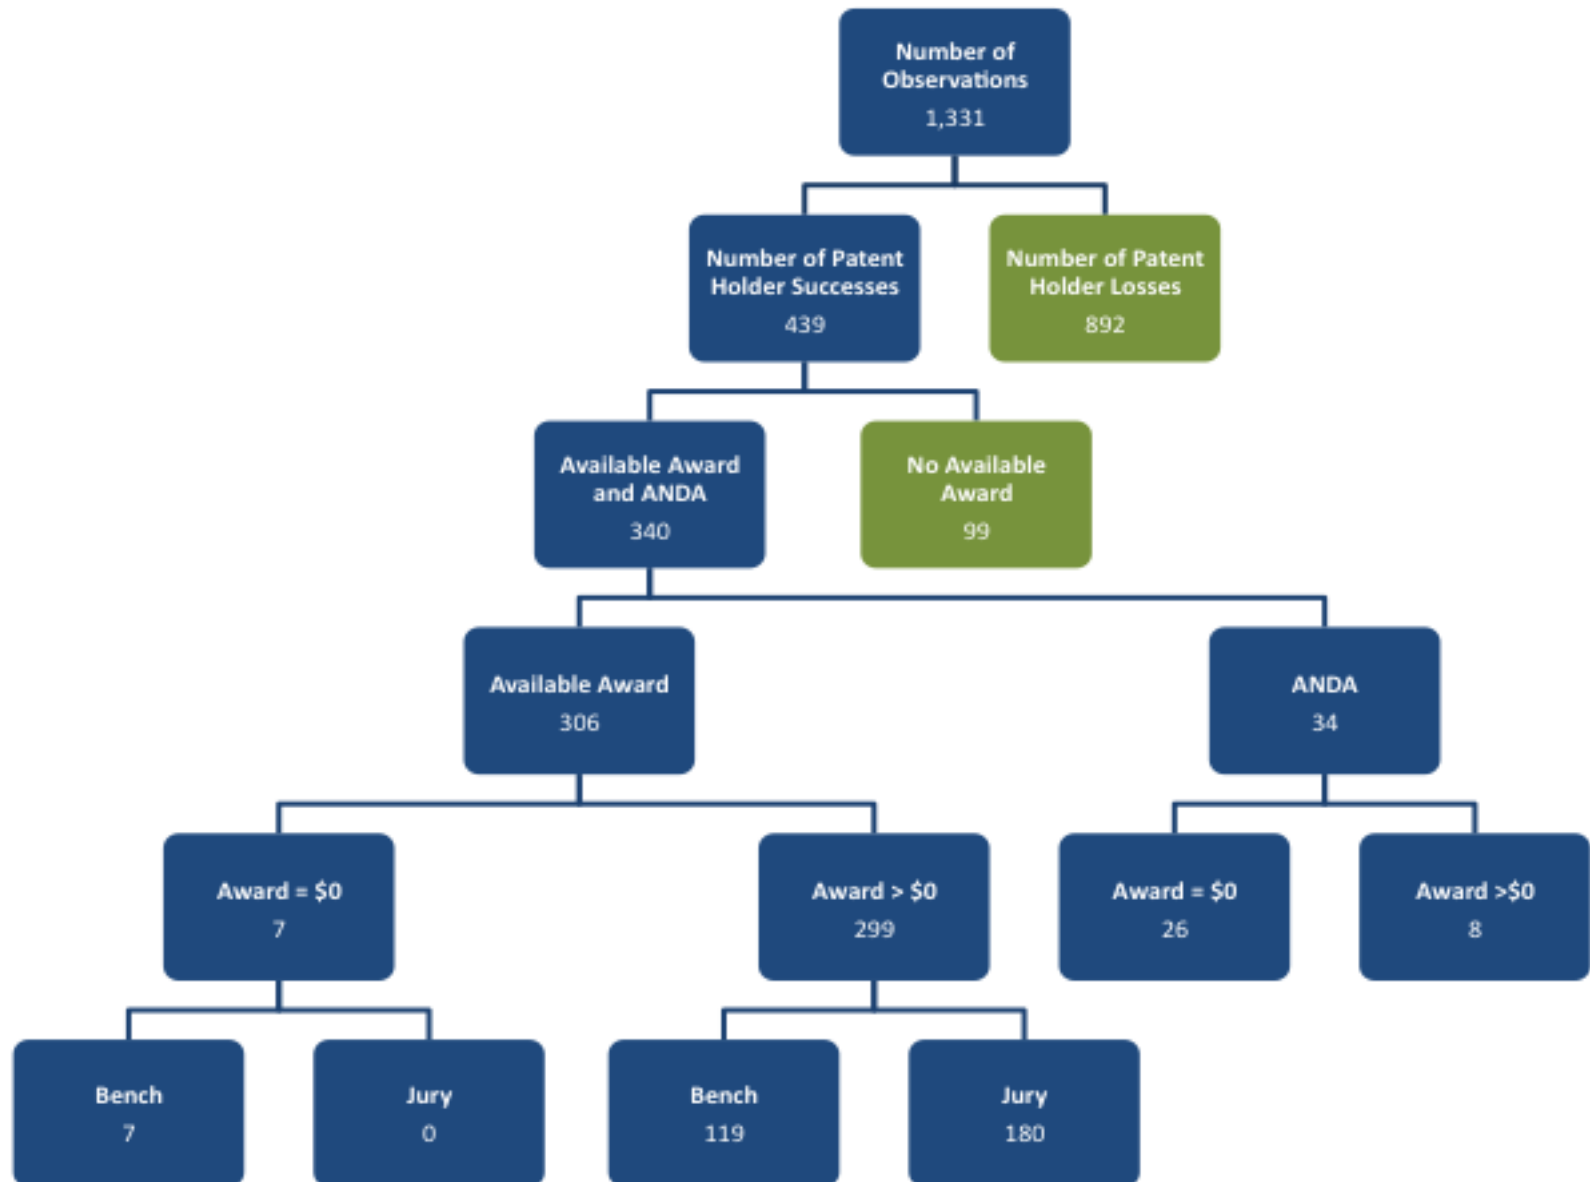 Number of
Observations
1,331
Number of Patent
Holder Successes
439
Number of Patent
Holder Losses
892
Available Award
and ANDA
340
No Available
Award
99
Available Award
306
ANDA
34
Award = $0
7
Award > $0
299
Award = $0
26
Award >$0
8
Bench
7
Jury
0
Bench
119
Jury
180